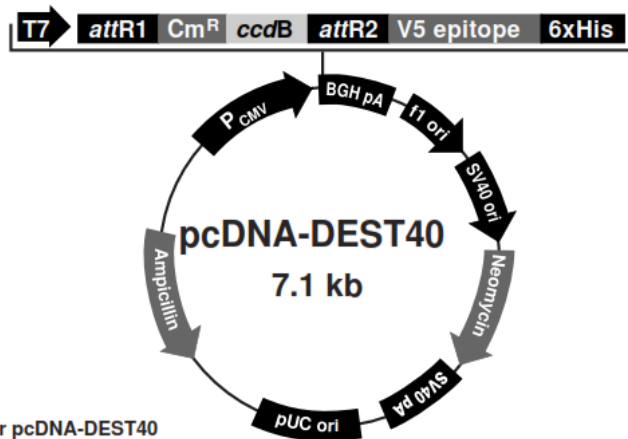 T7 attR1 CmR ccdB attR2 V5 epitope 6xHis
PCMV
BGH pA
f1 ori
SV40 ori
Neomycin
SV40 pA
pUC ori
Ampicillin
pcDNA-DEST40
7.1 kb
r pcDNA-DEST40